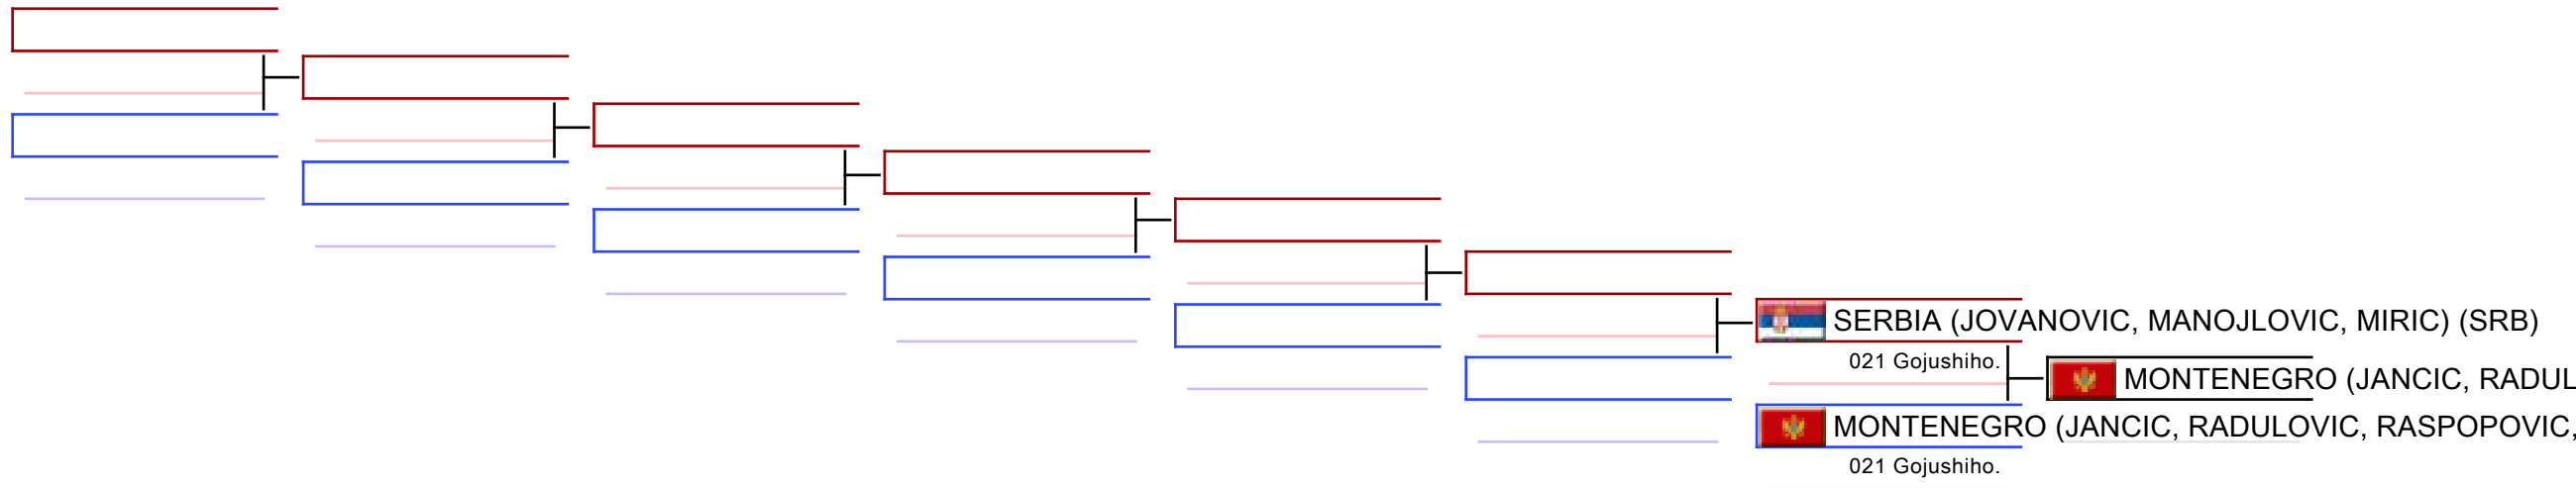 SERBIA (JOVANOVIC, MANOJLOVIC, MIRIC) (SRB)
021 Gojushiho.
MONTENEGRO (JANCIC, RADUL
MONTENEGRO (JANCIC, RADULOVIC, RASPOPOVIC,
021 Gojushiho.